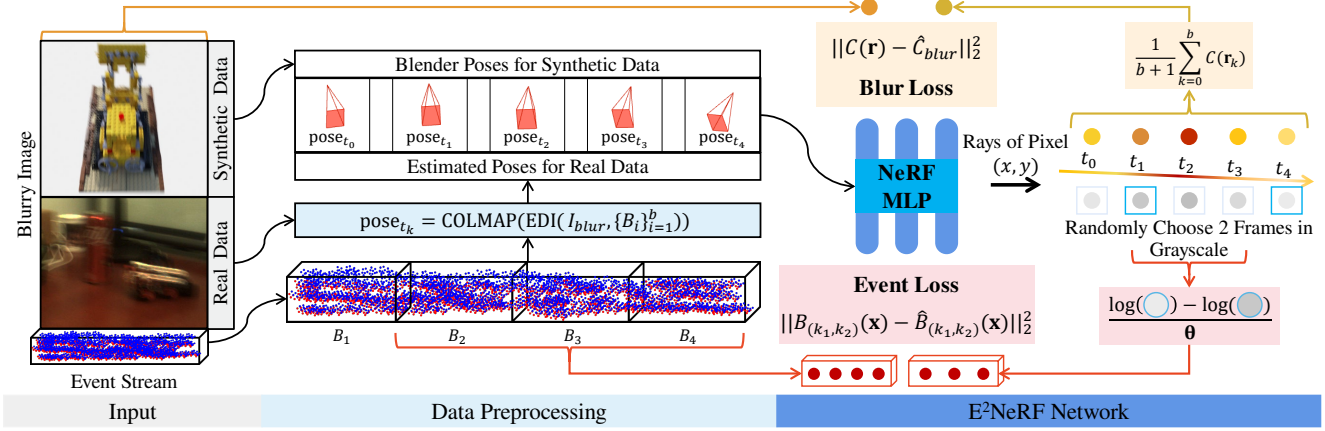 Blurry Image
Synthetic Data
Real Data
Event Stream
Input
Blender Poses for Synthetic Data
pose_{t_0}
pose_{t_1}
pose_{t_2}
pose_{t_3}
pose_{t_4}
Estimated Poses for Real Data
pose_{t_k} = COLMAP(EDI(I_{blur}, {B_i}_{i=1}^b))
B_1
B_2
B_3
B_4
Data Preprocessing
||C(r) − Ĉ_{blur}||_2^2
Blur Loss
NeRF
MLP
Event Loss
||B_{(k_1,k_2)}(x) − B̂_{(k_1,k_2)}(x)||_2^2
Rays of Pixel
(x, y)
\frac{1}{b+1} \sum_{k=0}^{b} C(r_k)
t_0
t_1
t_2
t_3
t_4
Randomly Choose 2 Frames in
Grayscale
log( ) − log( )
θ
E²NeRF Network